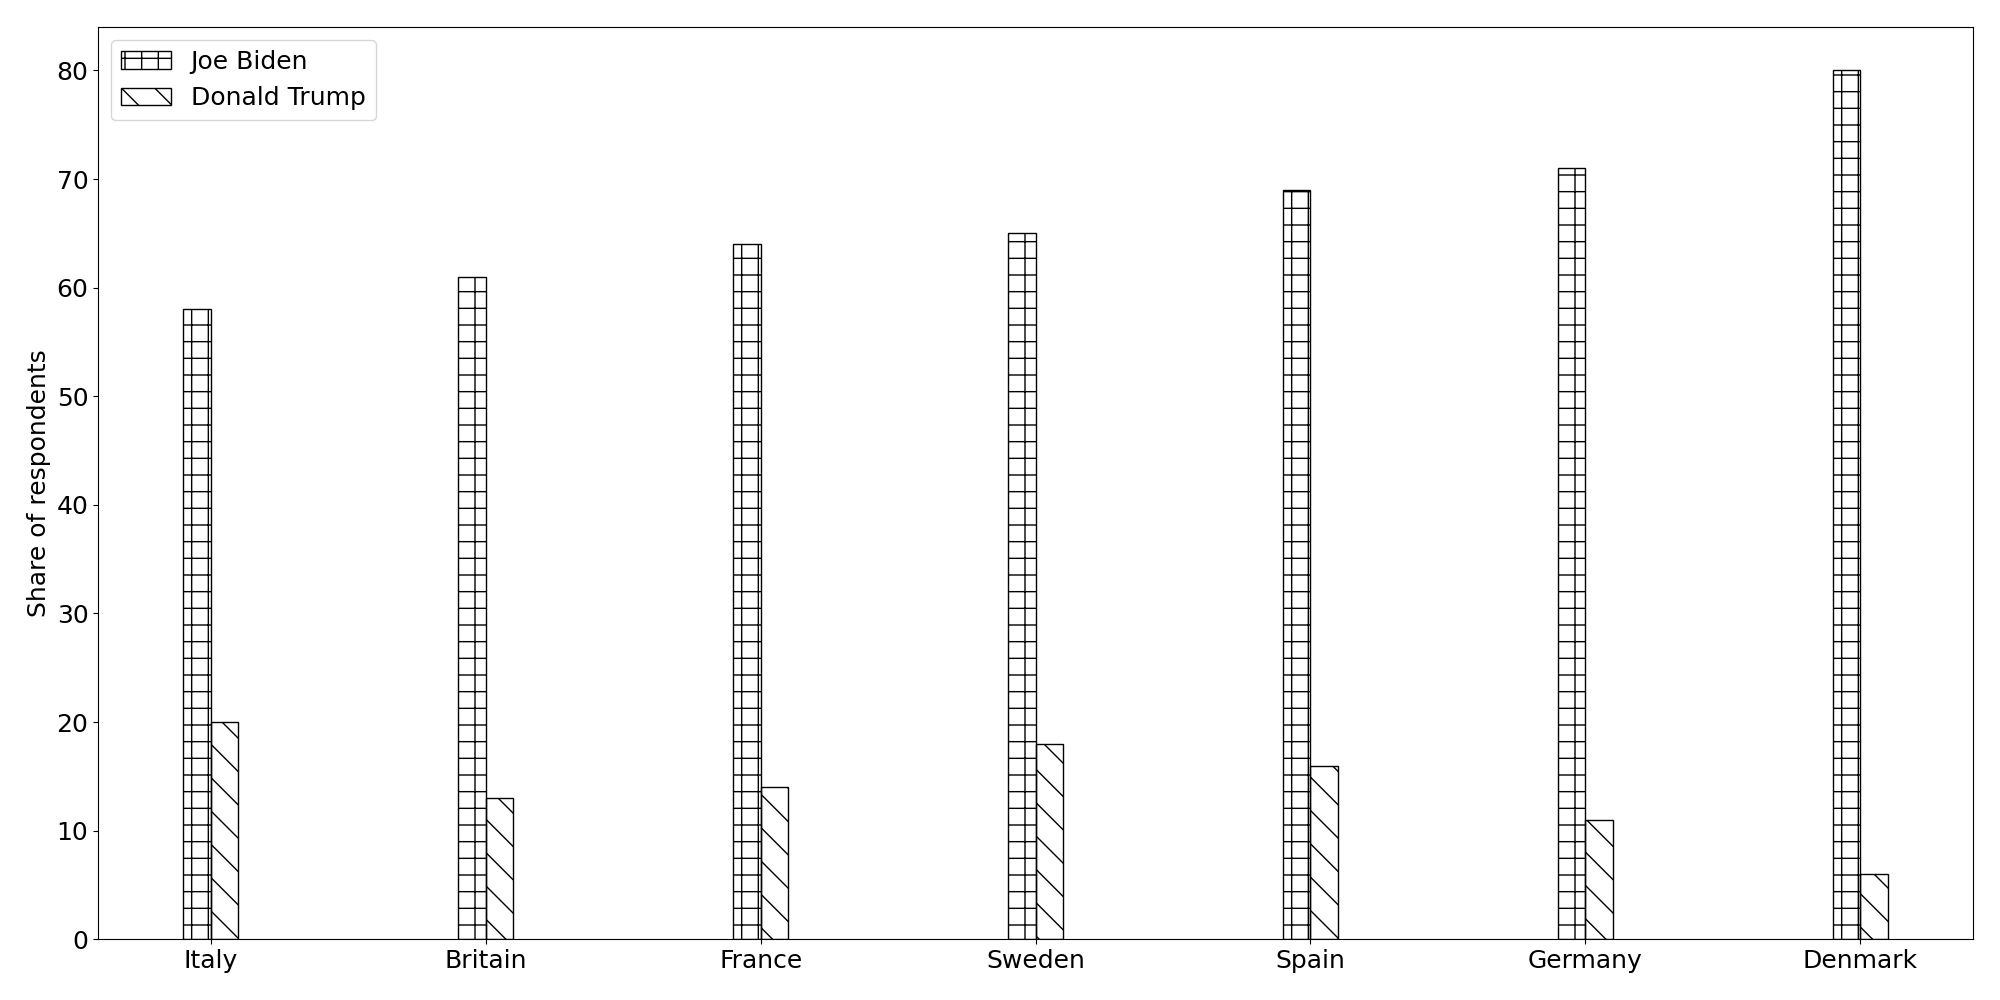 Joe Biden
Donald Trump
Share of respondents
80
70
60
50
40
30
20
10
0
Italy Britain France Sweden Spain Germany Denmark